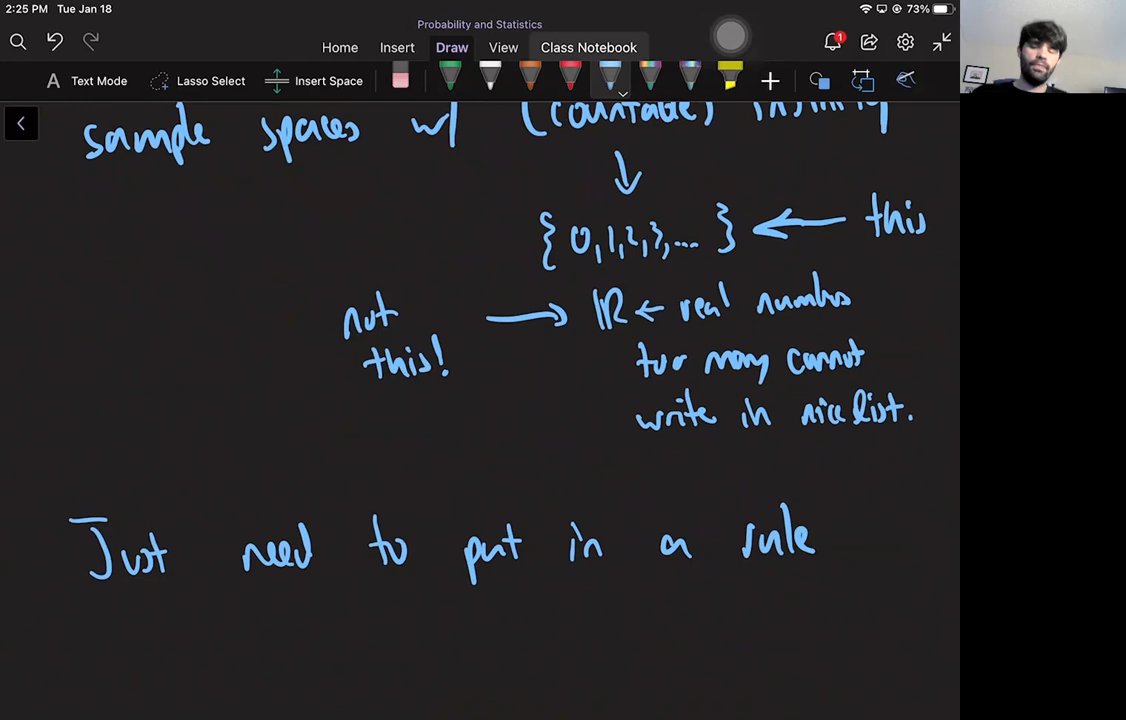 2:25 PM Tue Jan 18
73%
Probability and Statistics
Home Insert Draw View Class Notebook
1
A Text Mode Lasso Select Insert Space
sample spaces w/ (countable) infinity
{0,1,2,3,...} ← this
not → ℝ ← real numbers
this! too many cannot
write in nice list.
Just need to put in a rule